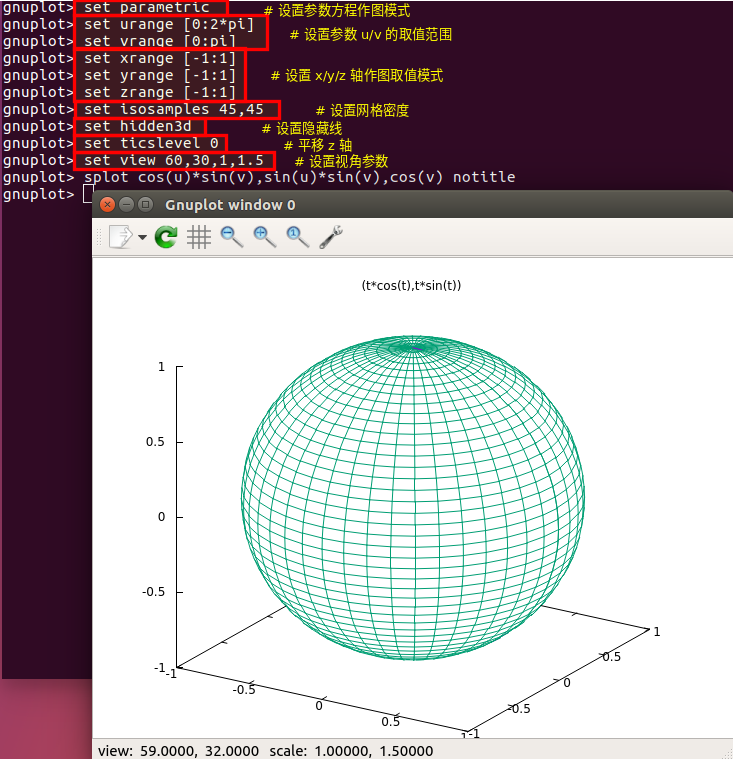 gnuplot> set parametric # 设置参数方程作图模式
gnuplot> set urange [0:2*pi]
gnuplot> set vrange [0:pi] # 设置参数 u/v 的取值范围
gnuplot> set xrange [-1:1]
gnuplot> set yrange [-1:1] # 设置 x/y/z 轴作图取值模式
gnuplot> set zrange [-1:1]
gnuplot> set isosamples 45,45 # 设置网格密度
gnuplot> set hidden3d # 设置隐藏线
gnuplot> set ticslevel 0 # 平移 z 轴
gnuplot> set view 60,30,1,1.5 # 设置视角参数
gnuplot> splot cos(u)*sin(v),sin(u)*sin(v),cos(v) notitle
gnuplot>
Gnuplot window 0
(t*cos(t),t*sin(t))
1
0.5
0
-0.5
-1
-1
-0.5
0
0.5
1
-1
-0.5
0
0.5
1
view: 59.0000, 32.0000 scale: 1.00000, 1.50000